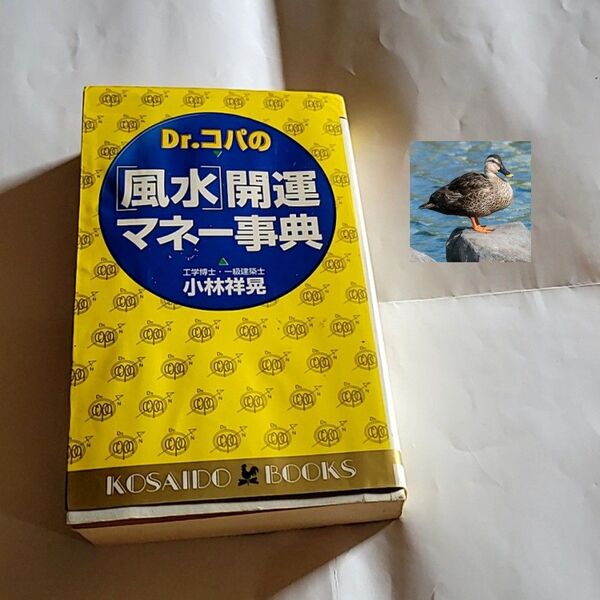 Dr.コパの
[風水]開運
マネー事典
工学博士・一級建築士
小林祥晃
KOSAIDO BOOKS